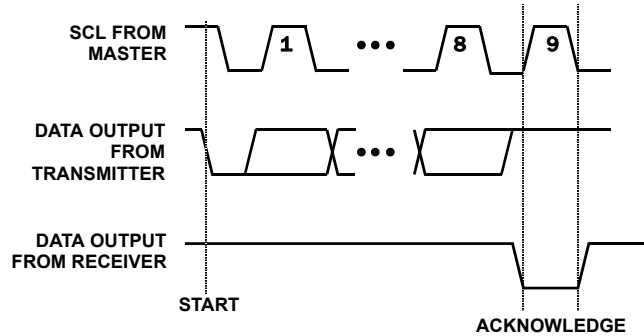 SCL FROM
MASTER
1
8
9
DATA OUTPUT
FROM
TRANSMITTER
DATA OUTPUT
FROM RECEIVER
START
ACKNOWLEDGE